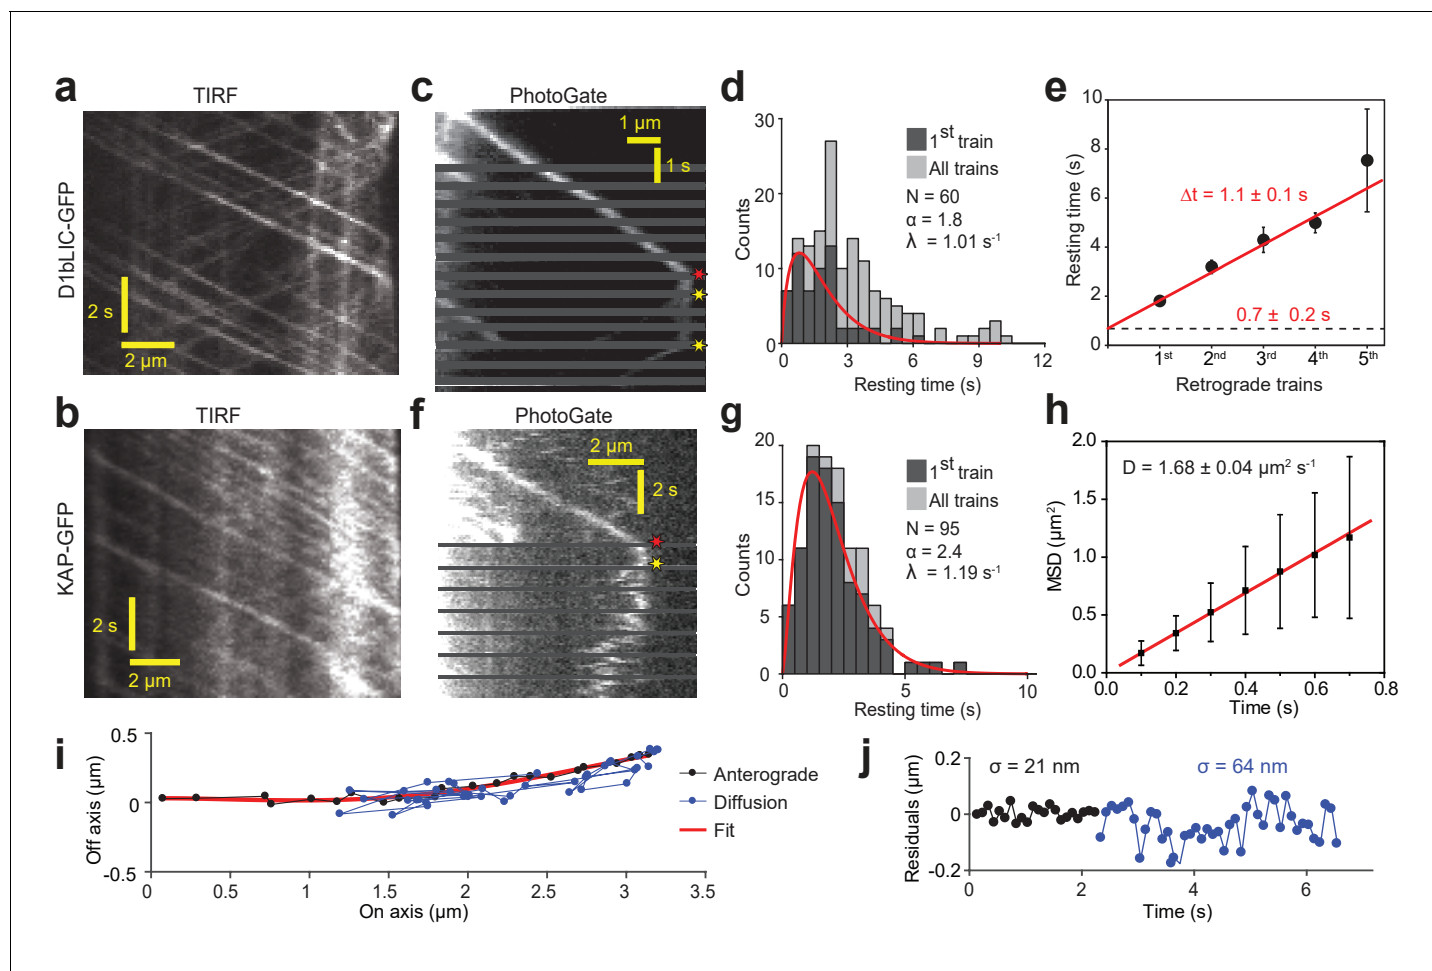 a
TIRF
D1bLIC-GFP
2 s
2 µm
c
PhotoGate
1 µm
1 s
d
30
20
10
0
Counts
1st train
All trains
N = 60
α = 1.8
λ = 1.01 s-1
0 3 6 9 12
Resting time (s)
e
10
8
6
4
2
0
Resting time (s)
Δt = 1.1 ± 0.1 s
0.7 ± 0.2 s
1st 2nd 3rd 4th 5th
Retrograde trains
b
TIRF
KAP-GFP
2 s
2 µm
f
PhotoGate
2 µm
2 s
g
20
15
10
5
0
Counts
1st train
All trains
N = 95
α = 2.4
λ = 1.19 s-1
0 5 10
Resting time (s)
h
2.0
1.5
1.0
0.5
0.0
MSD (µm2)
D = 1.68 ± 0.04 µm2 s-1
0.0 0.2 0.4 0.6 0.8
Time (s)
i
0.5
0
-0.5
Off axis (µm)
Anterograde
Diffusion
Fit
0 0.5 1 1.5 2 2.5 3 3.5
On axis (µm)
j
0.2
0
-0.2
Residuals (µm)
σ = 21 nm
σ = 64 nm
0 2 4 6
Time (s)